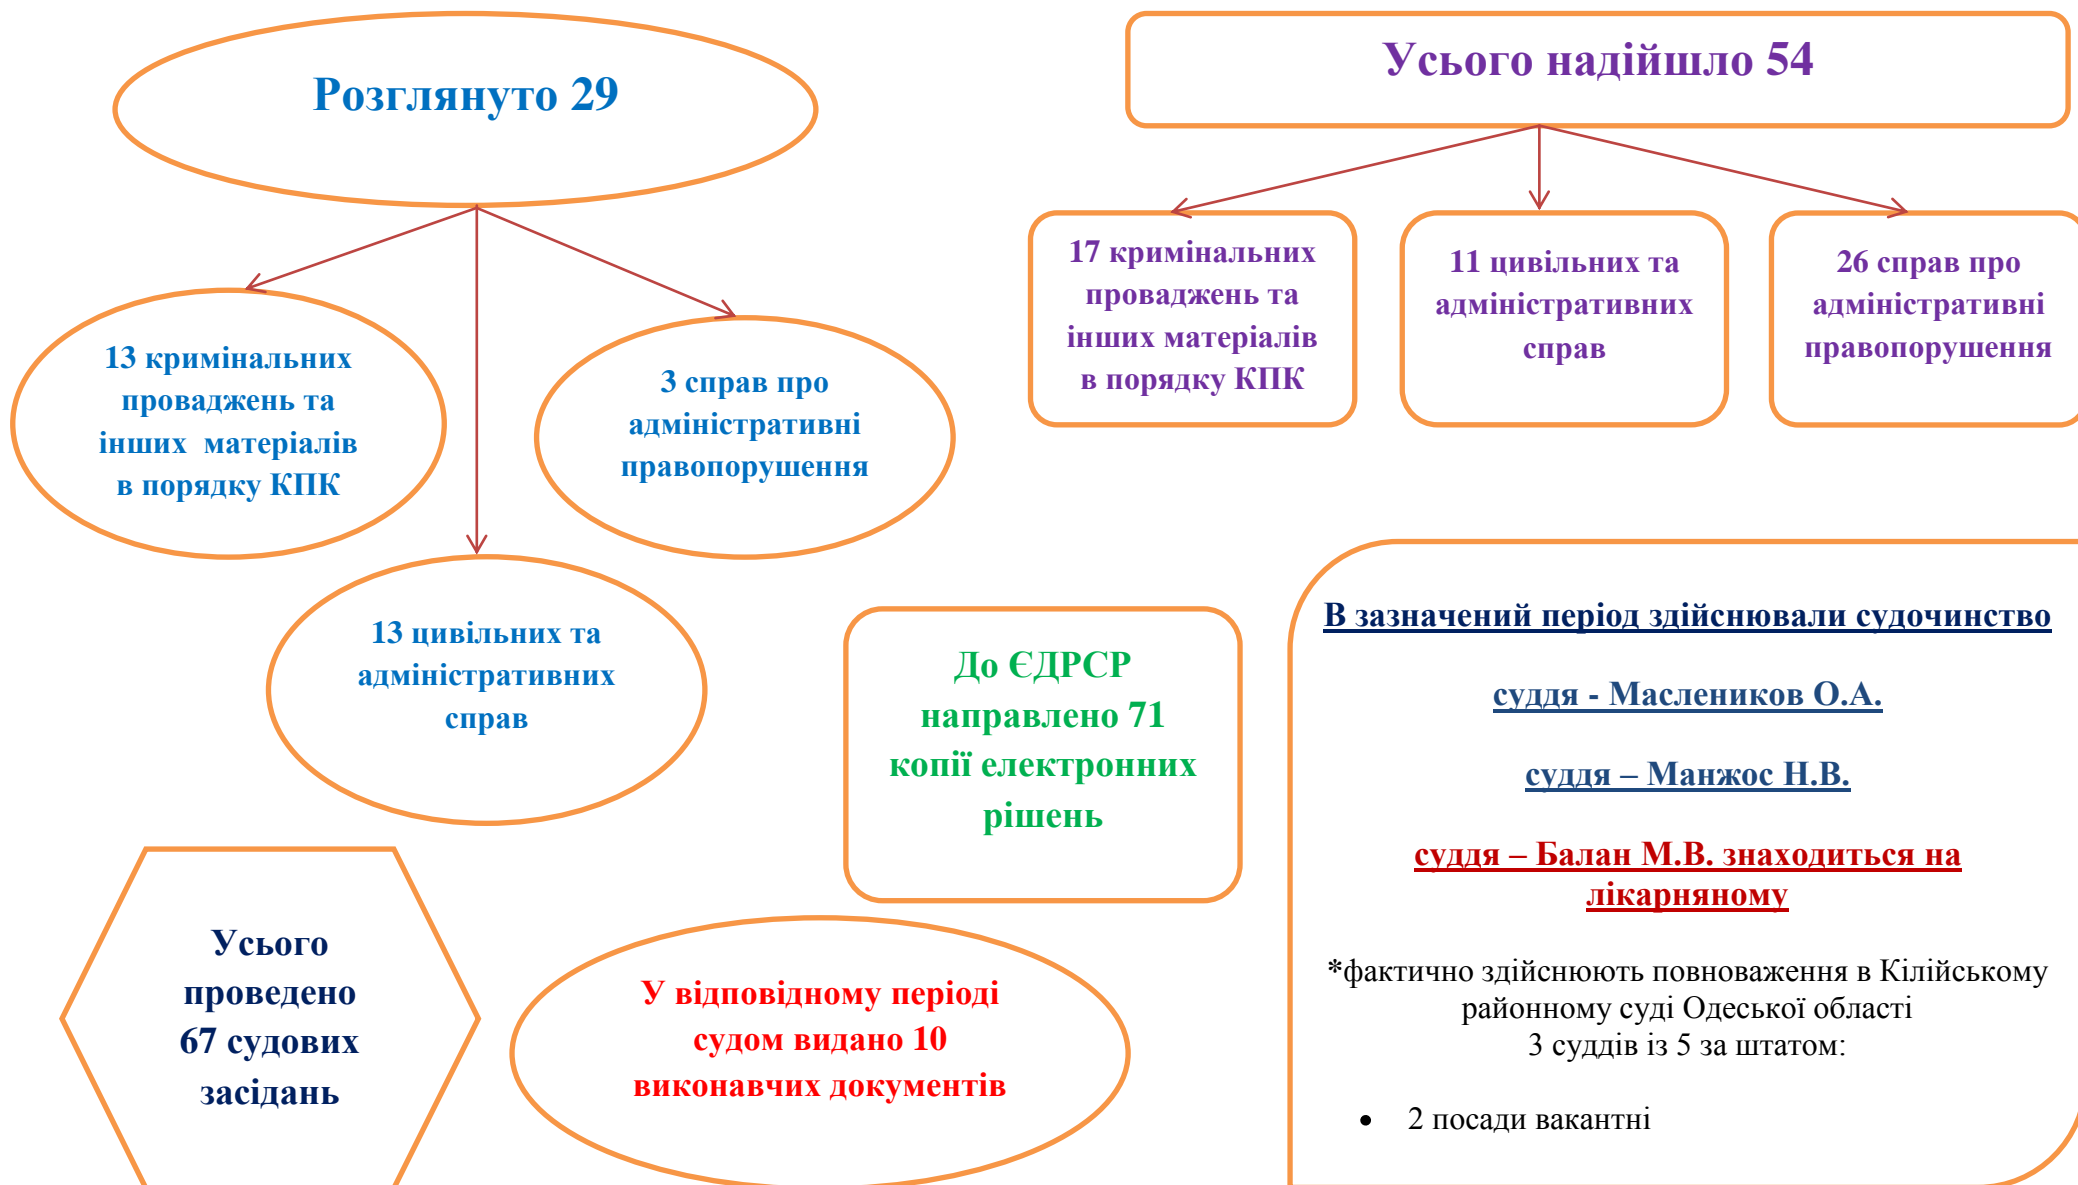 Розглянуто 29
13 кримінальних
проваджень та
інших матеріалів
в порядку КПК
3 справ про
адміністративні
правопорушення
13 цивільних та
адміністративних
справ
Усього надійшло 54
17 кримінальних
проваджень та
інших матеріалів
в порядку КПК
11 цивільних та
адміністративних
справ
26 справ про
адміністративні
правопорушення
До ЄДРСР
направлено 71
копії електронних
рішень
Усього
проведено
67 судових
засідань
У відповідному періоді
судом видано 10
виконавчих документів
В зазначений період здійснювали судочинство
суддя - Маслеников О.А.
суддя – Манжос Н.В.
суддя – Балан М.В. знаходиться на
лікарняному
*фактично здійснюють повноваження в Кілійському
районному суді Одеської області
3 суддів із 5 за штатом:
• 2 посади вакантні